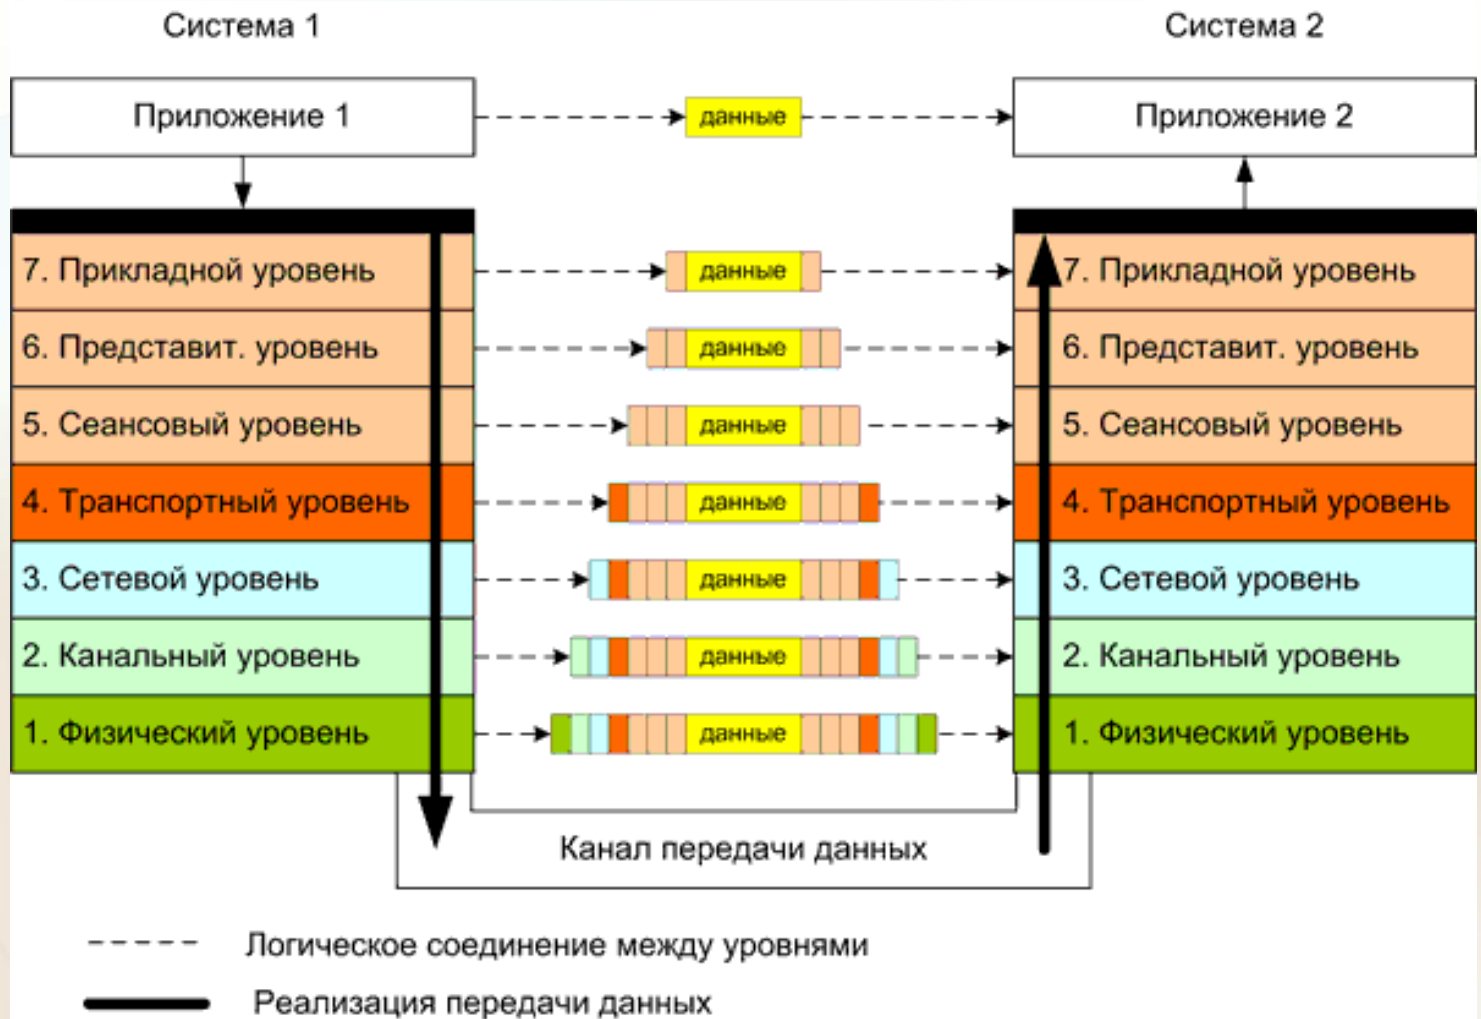 Система 1
Система 2
Приложение 1
данные
Приложение 2
7. Прикладной уровень
данные
7. Прикладной уровень
6. Представит. уровень
данные
6. Представит. уровень
5. Сеансовый уровень
данные
5. Сеансовый уровень
4. Транспортный уровень
данные
4. Транспортный уровень
3. Сетевой уровень
данные
3. Сетевой уровень
2. Канальный уровень
данные
2. Канальный уровень
1. Физический уровень
данные
1. Физический уровень
Канал передачи данных
Логическое соединение между уровнями
Реализация передачи данных